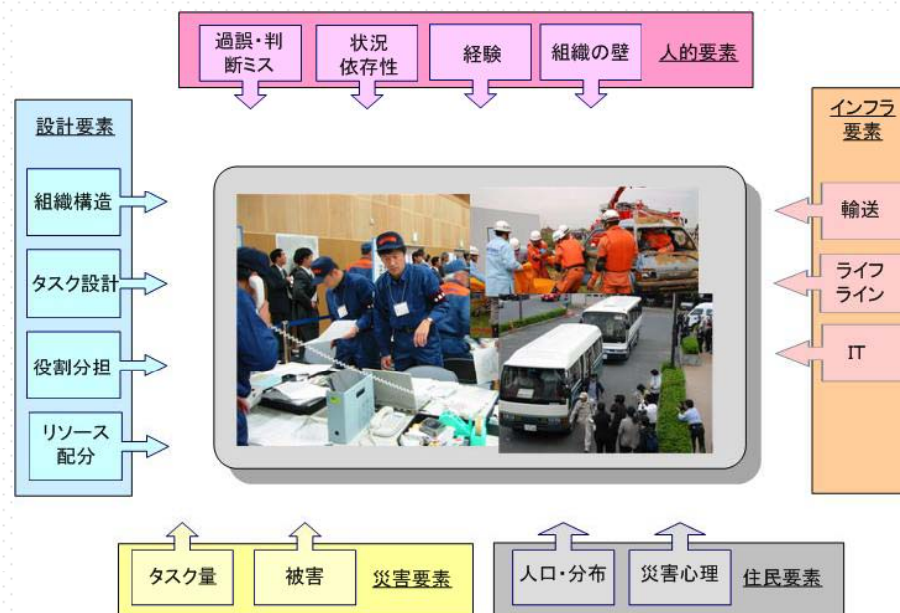 過誤・判
断ミス
状況
依存性
経験
組織の壁
人的要素
設計要素
組織構造
タスク設計
役割分担
リソース
配分
インフラ
要素
輸送
ライフ
ライン
IT
タスク量
被害
災害要素
人口・分布
災害心理
住民要素